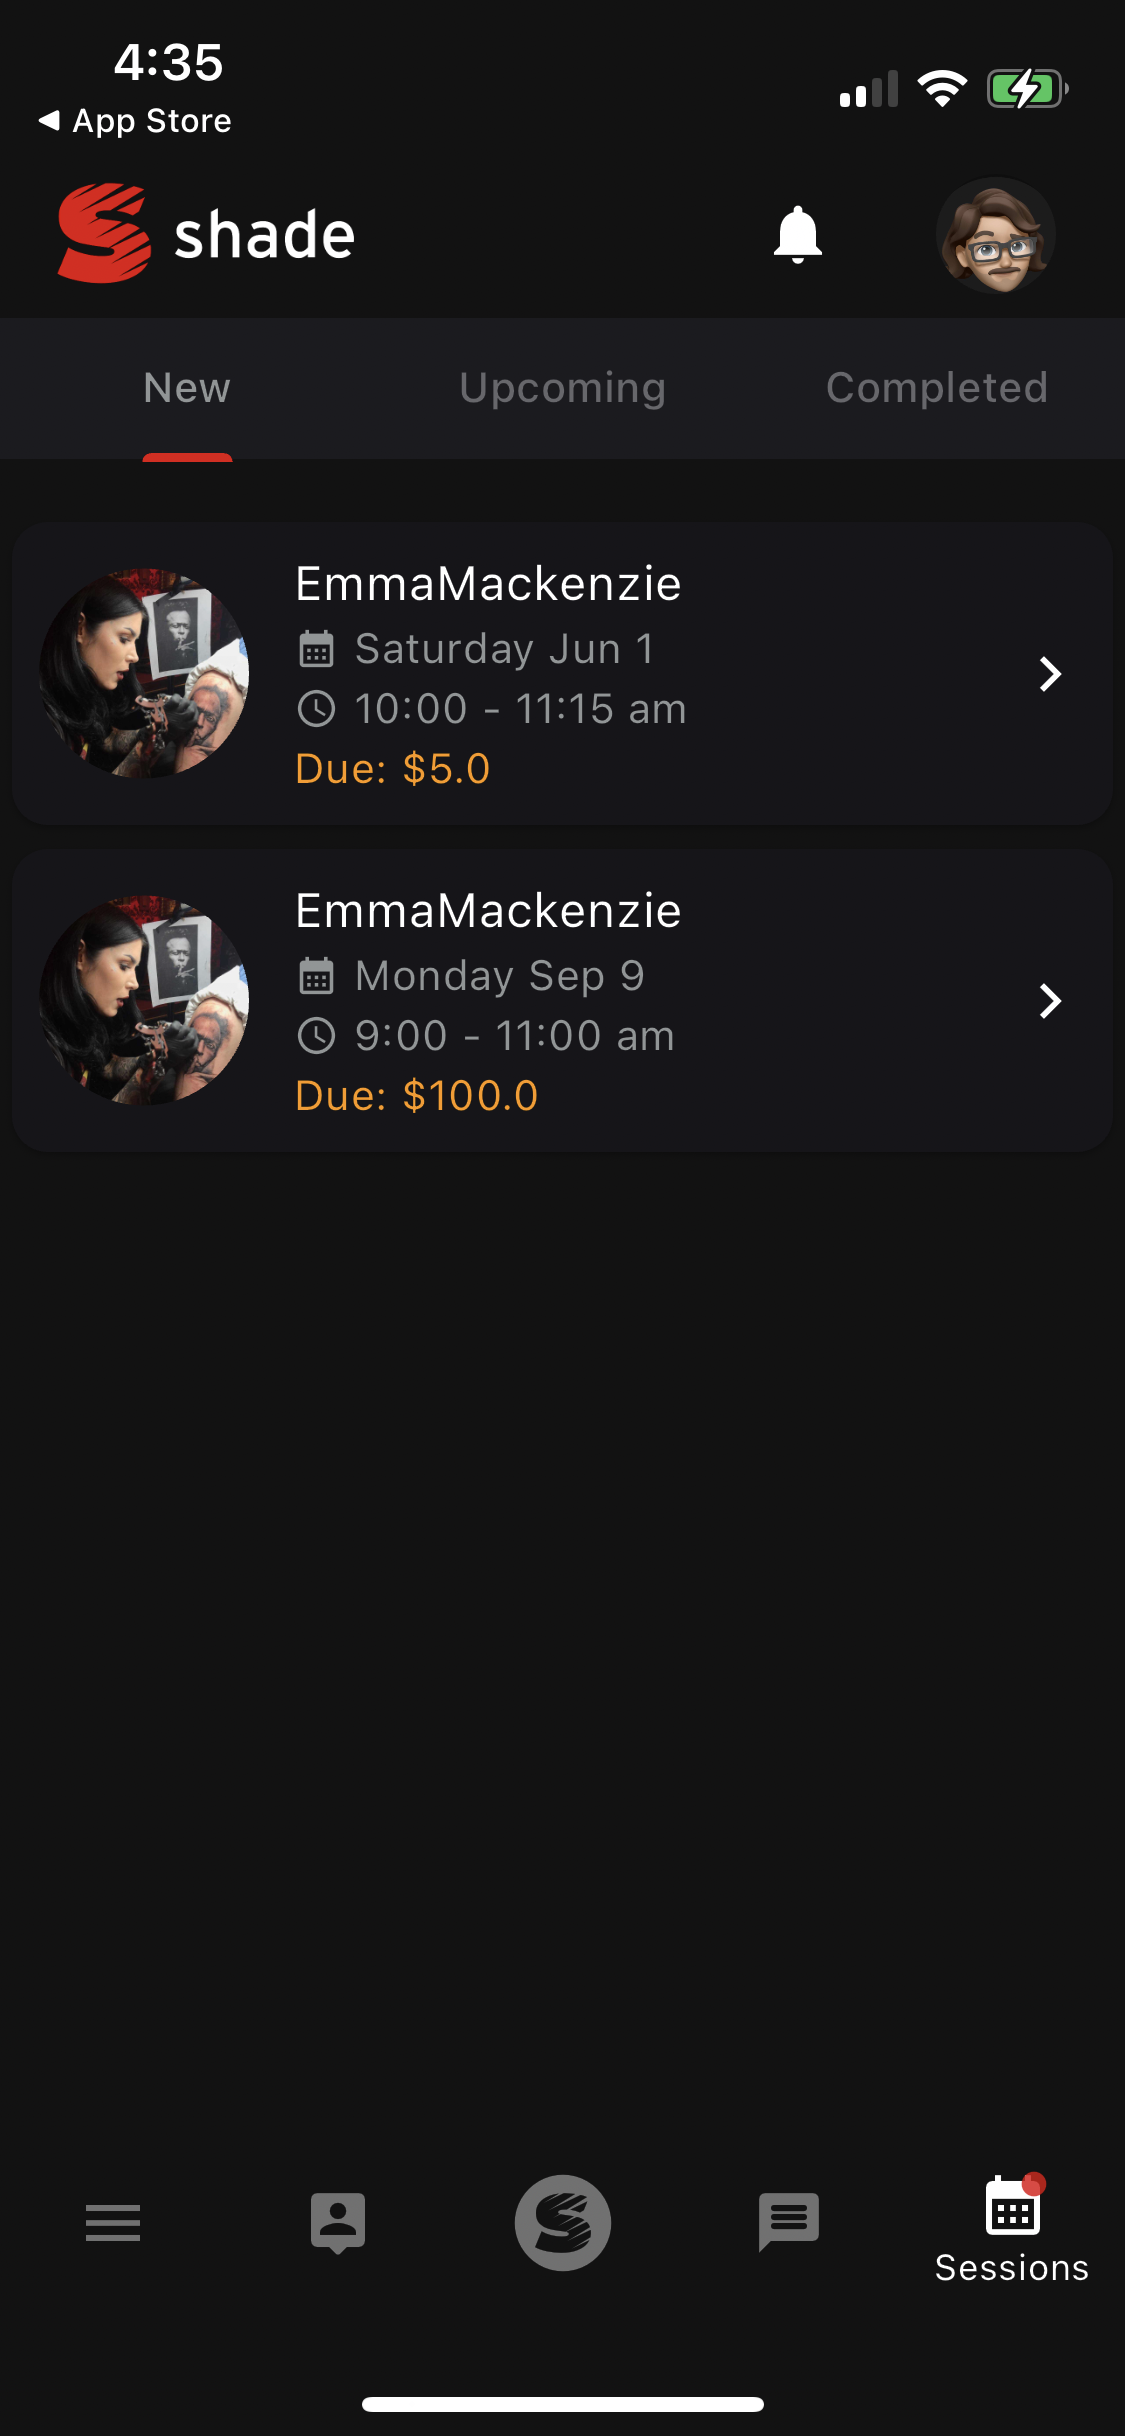 4:35
◀ App Store
shade
New Upcoming Completed
EmmaMackenzie
Saturday Jun 1
10:00 - 11:15 am
Due: $5.0
EmmaMackenzie
Monday Sep 9
9:00 - 11:00 am
Due: $100.0
Sessions